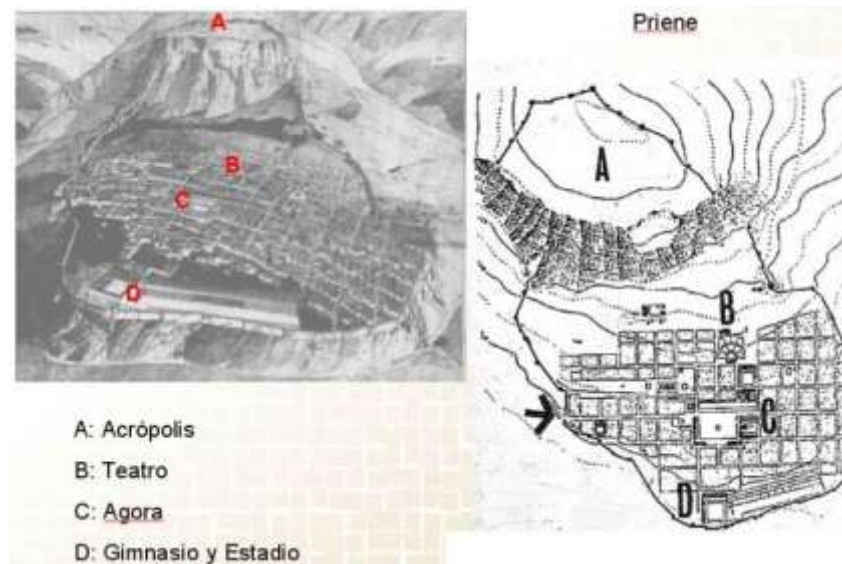 A
B
C
D
Priene
A
B
C
D
A: Acrópolis
B: Teatro
C: Agora
D: Gimnasio y Estadio